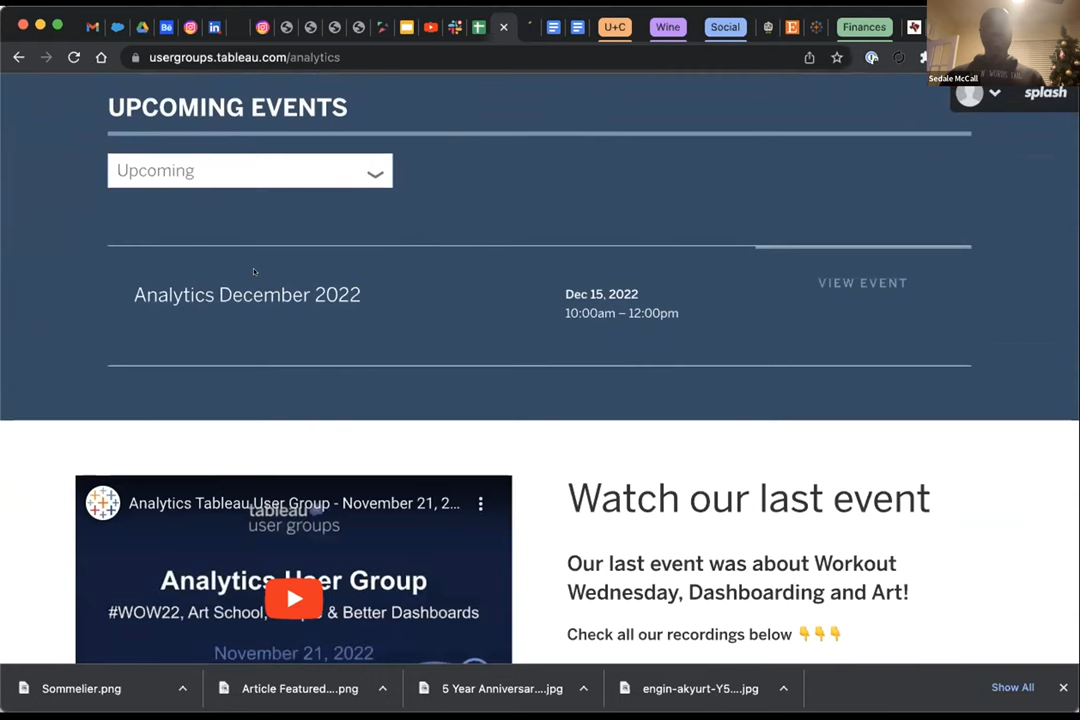 U+C
Wine
Social
Finances
usergroups.tableau.com/analytics
Sedale McCall
splash
UPCOMING EVENTS
Upcoming
Analytics December 2022
Dec 15, 2022
10:00am – 12:00pm
VIEW EVENT
Analytics Tableau User Group - November 21, 2...
tableau
user groups
Analytics User Group
#WOW22, Art School, & Better Dashboards
November 21, 2022
Watch our last event
Our last event was about Workout
Wednesday, Dashboarding and Art!
Check all our recordings below 👇👇👇
Sommelier.png
Article Featured....png
5 Year Anniversar....jpg
engin-akyurt-Y5....jpg
Show All